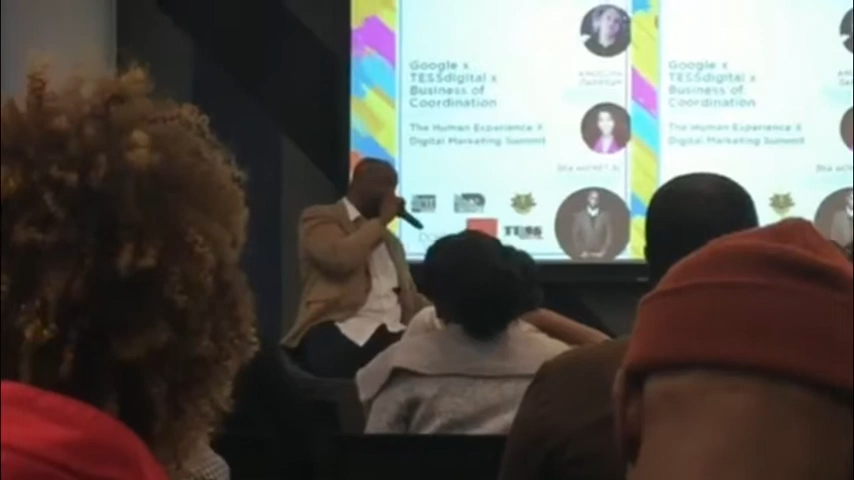 Google x
TESSdigital x
Business of
Coordination
The Human Experience X
Digital Marketing Summit
TESS
Google x
TESSdigital x
Business of
Coordination
The Human Experience X
Digital Marketing Summit